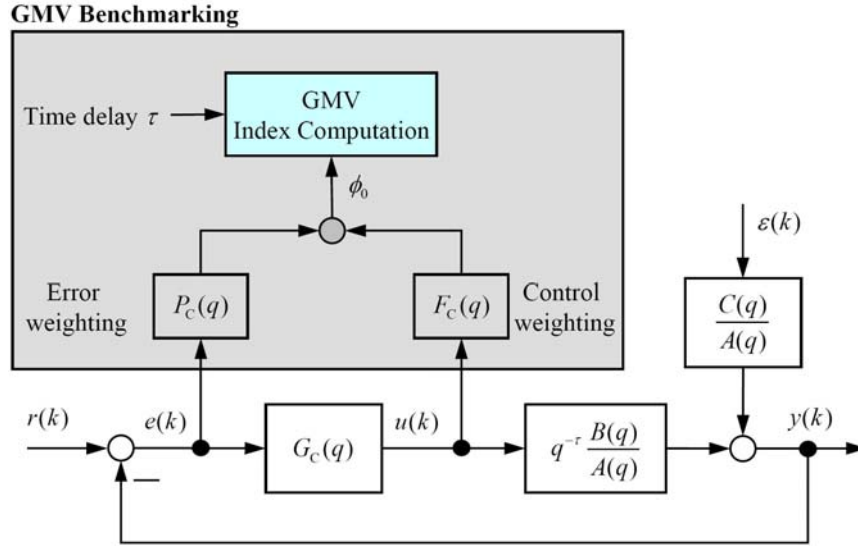 GMV Benchmarking
GMV
Index Computation
Time delay τ
ϕ₀
ε(k)
Error
weighting
P_C(q)
F_C(q)
Control
weighting
C(q)
A(q)
r(k)
e(k)
G_C(q)
u(k)
q^{-τ} B(q)
A(q)
y(k)
—